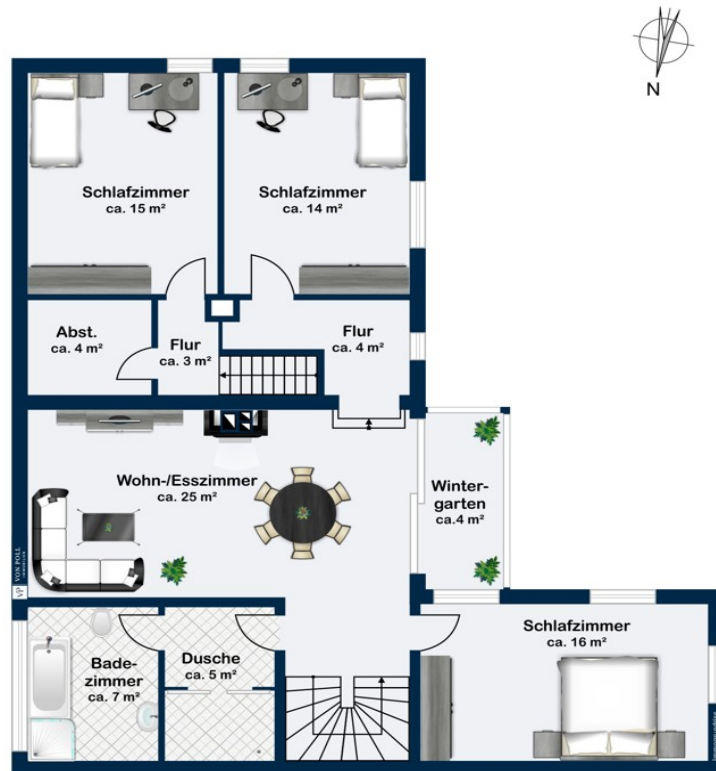 N
Schlafzimmer
ca. 15 m²
Schlafzimmer
ca. 14 m²
Abst.
ca. 4 m²
Flur
ca. 3 m²
Flur
ca. 4 m²
Wohn-/Esszimmer
ca. 25 m²
Winter-
garten
ca.4 m²
VP VON POLL
IMMOBILIEN
Bade-
zimmer
ca. 7 m²
Dusche
ca. 5 m²
Schlafzimmer
ca. 16 m²